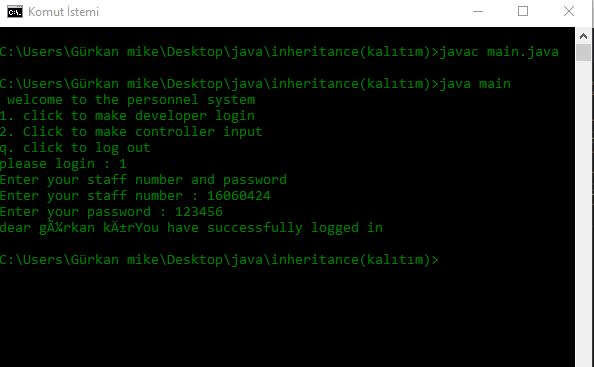 Komut İstemi
C:\Users\Gürkan mike\Desktop\java\inheritance(kalıtım)>javac main.java
C:\Users\Gürkan mike\Desktop\java\inheritance(kalıtım)>java main
welcome to the personnel system
1. click to make developer login
2. Click to make controller input
q. click to log out
please login : 1
Enter your staff number and password
Enter your staff number : 16060424
Enter your password : 123456
dear gÃ¼rkan kÄ±rYou have successfully logged in
C:\Users\Gürkan mike\Desktop\java\inheritance(kalıtım)>